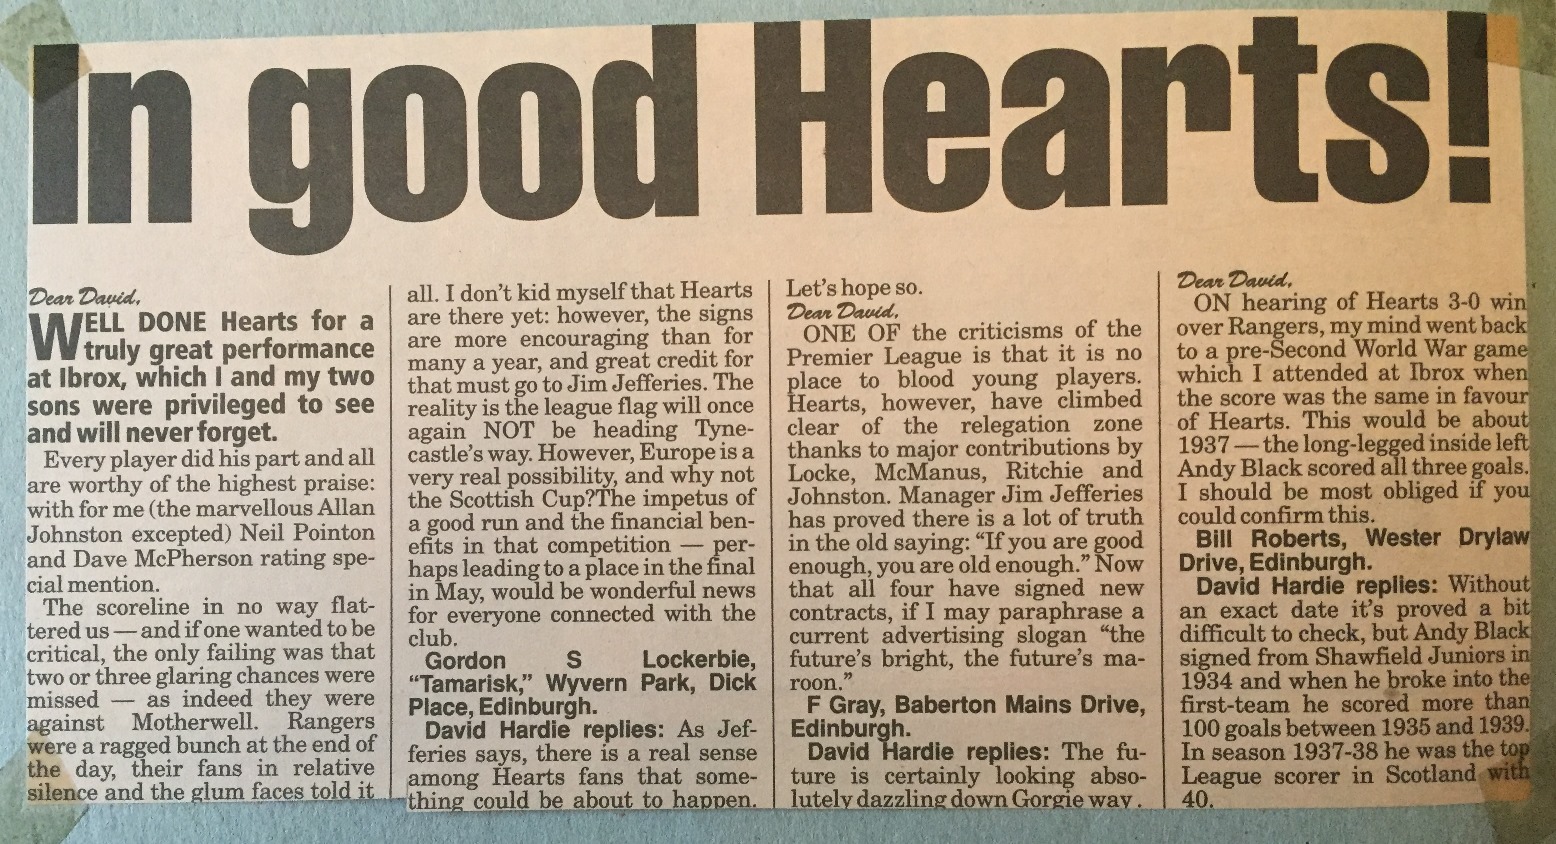 In good Hearts!
Dear David,
WELL DONE Hearts for a
truly great performance
at Ibrox, which I and my two
sons were privileged to see
and will never forget.
Every player did his part and all
are worthy of the highest praise:
with for me (the marvellous Allan
Johnston excepted) Neil Pointon
and Dave McPherson rating spe-
cial mention.
The scoreline in no way flat-
tered us — and if one wanted to be
critical, the only failing was that
two or three glaring chances were
missed — as indeed they were
against Motherwell. Rangers
were a ragged bunch at the end of
the day, their fans in relative
silence and the glum faces told it
all. I don't kid myself that Hearts
are there yet: however, the signs
are more encouraging than for
many a year, and great credit for
that must go to Jim Jefferies. The
reality is the league flag will once
again NOT be heading Tyne-
castle's way. However, Europe is a
very real possibility, and why not
the Scottish Cup?The impetus of
a good run and the financial ben-
efits in that competition — per-
haps leading to a place in the final
in May, would be wonderful news
for everyone connected with the
club.
Gordon S Lockerbie,
"Tamarisk," Wyvern Park, Dick
Place, Edinburgh.
David Hardie replies: As Jef-
feries says, there is a real sense
among Hearts fans that some-
thing could be about to happen.
Let's hope so.
Dear David,
ONE OF the criticisms of the
Premier League is that it is no
place to blood young players.
Hearts, however, have climbed
clear of the relegation zone
thanks to major contributions by
Locke, McManus, Ritchie and
Johnston. Manager Jim Jefferies
has proved there is a lot of truth
in the old saying: "If you are good
enough, you are old enough." Now
that all four have signed new
contracts, if I may paraphrase a
current advertising slogan "the
future's bright, the future's ma-
roon."
F Gray, Baberton Mains Drive,
Edinburgh.
David Hardie replies: The fu-
ture is certainly looking abso-
lutely dazzling down Gorgie way.
Dear David,
ON hearing of Hearts 3-0 win
over Rangers, my mind went back
to a pre-Second World War game
which I attended at Ibrox when
the score was the same in favour
of Hearts. This would be about
1937 — the long-legged inside left
Andy Black scored all three goals.
I should be most obliged if you
could confirm this.
Bill Roberts, Wester Drylaw
Drive, Edinburgh.
David Hardie replies: Without
an exact date it's proved a bit
difficult to check, but Andy Black
signed from Shawfield Juniors in
1934 and when he broke into the
first-team he scored more than
100 goals between 1935 and 1939.
In season 1937-38 he was the top
League scorer in Scotland with
40.